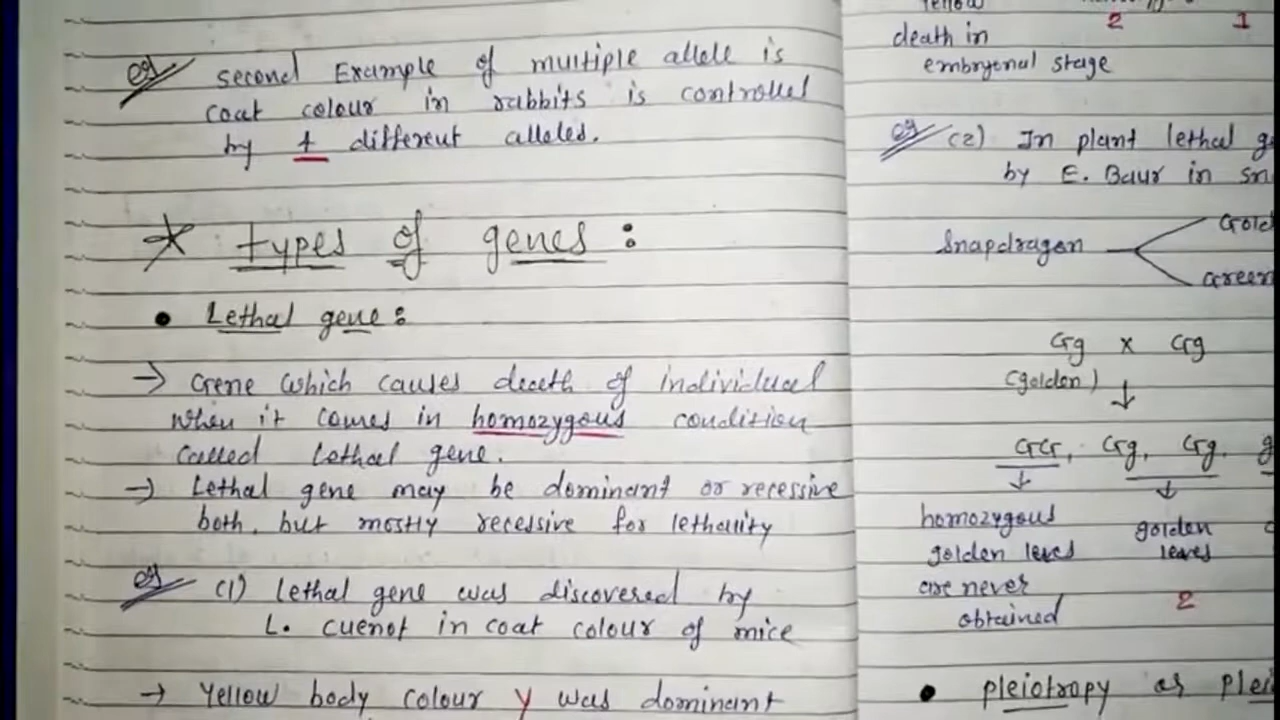 eg second Example of multiple allele is
coat colour in rabbits is controlled
by 4 different alleles.
* types of genes :
• Lethal gene :
→ Gene which causes death of individual
when it comes in homozygous condition
called lethal gene.
→ Lethal gene may be dominant or recessive
both, but mostly recessive for lethality
eg (1) Lethal gene was discovered by
L. cuenot in coat colour of mice
→ Yellow body colour Y was dominant
Yellow
2 1
death in
embryonal stage
eg (2) In plant lethal
by E. Baur in
Snapdragon
Gg x Gg
(golden) ↓
GG, Gg, Gg,
↓ ↓
homozygous golden
golden leves leaves
are never
obtained 2
• pleiotropy or